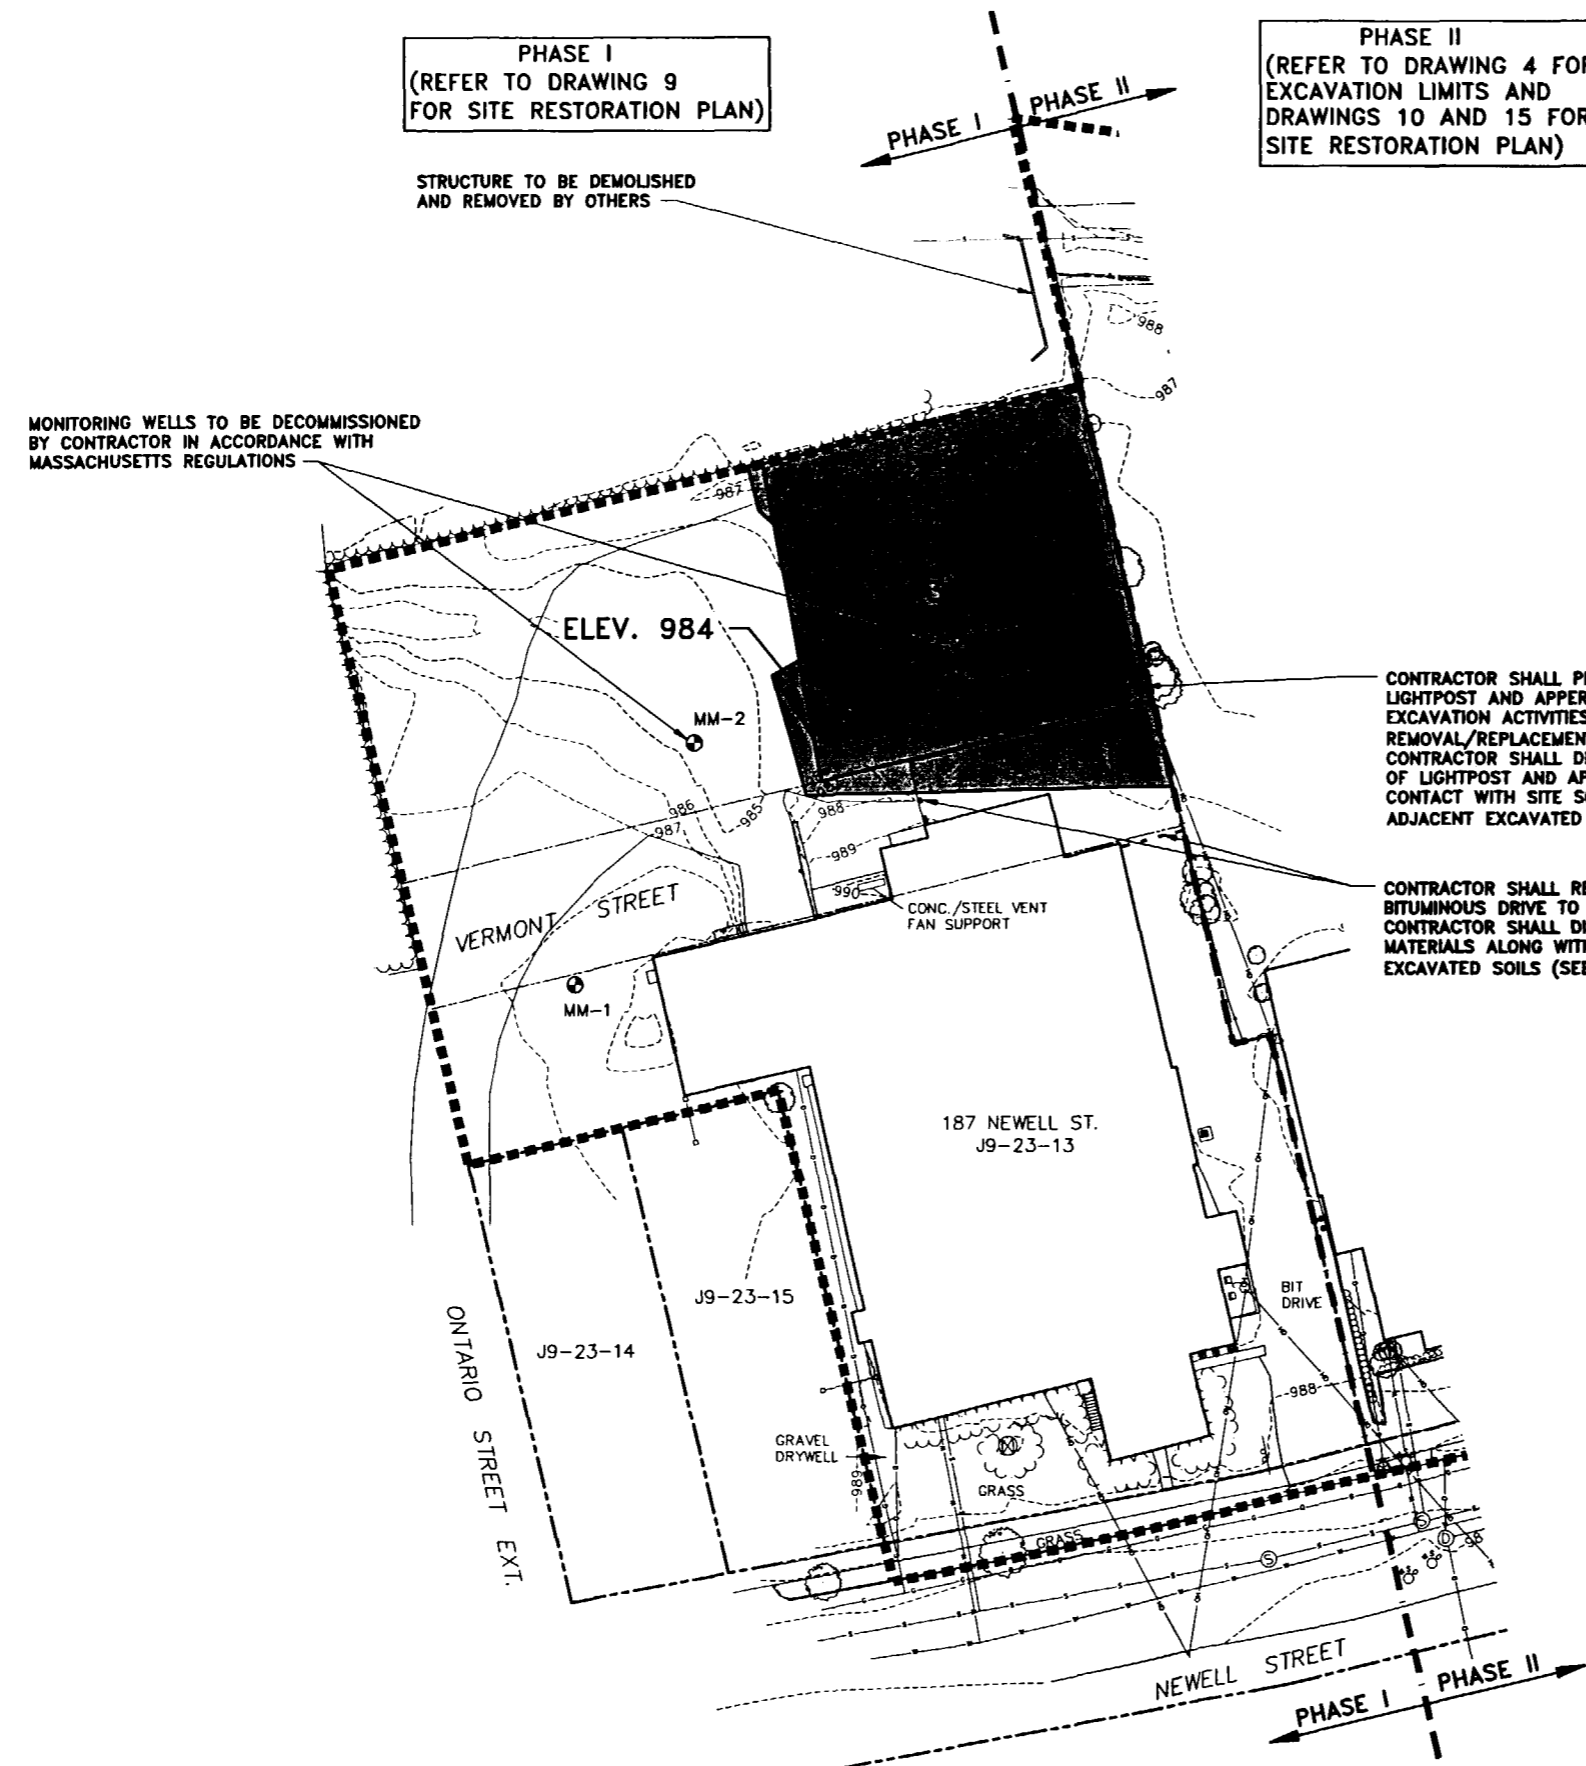 PHASE I
(REFER TO DRAWING 9
FOR SITE RESTORATION PLAN)
PHASE II
(REFER TO DRAWING 4 FOR
EXCAVATION LIMITS AND
DRAWINGS 10 AND 15 FOR
SITE RESTORATION PLAN)
PHASE I
PHASE II
STRUCTURE TO BE DEMOLISHED
AND REMOVED BY OTHERS
988
987
MONITORING WELLS TO BE DECOMMISSIONED
BY CONTRACTOR IN ACCORDANCE WITH
MASSACHUSETTS REGULATIONS
987
ELEV. 984
MM-2
CONTRACTOR SHALL
LIGHTPOST AND
EXCAVATION ACTIVITIES
REMOVAL/REPLACEMENT
CONTRACTOR SHALL
OF LIGHTPOST AND
CONTACT WITH SITE
ADJACENT EXCAVATED
986
987
985
988
989
990
CONC./STEEL VENT
FAN SUPPORT
CONTRACTOR SHALL
BITUMINOUS DRIVE TO
CONTRACTOR SHALL
MATERIALS ALONG WITH
EXCAVATED SOILS
VERMONT STREET
MM-1
187 NEWELL ST.
J9-23-13
J9-23-15
J9-23-14
BIT
DRIVE
988
ONTARIO STREET EXT.
GRAVEL
DRYWELL
989
GRASS
GRASS
S
S
D
98
NEWELL STREET
PHASE I
PHASE II